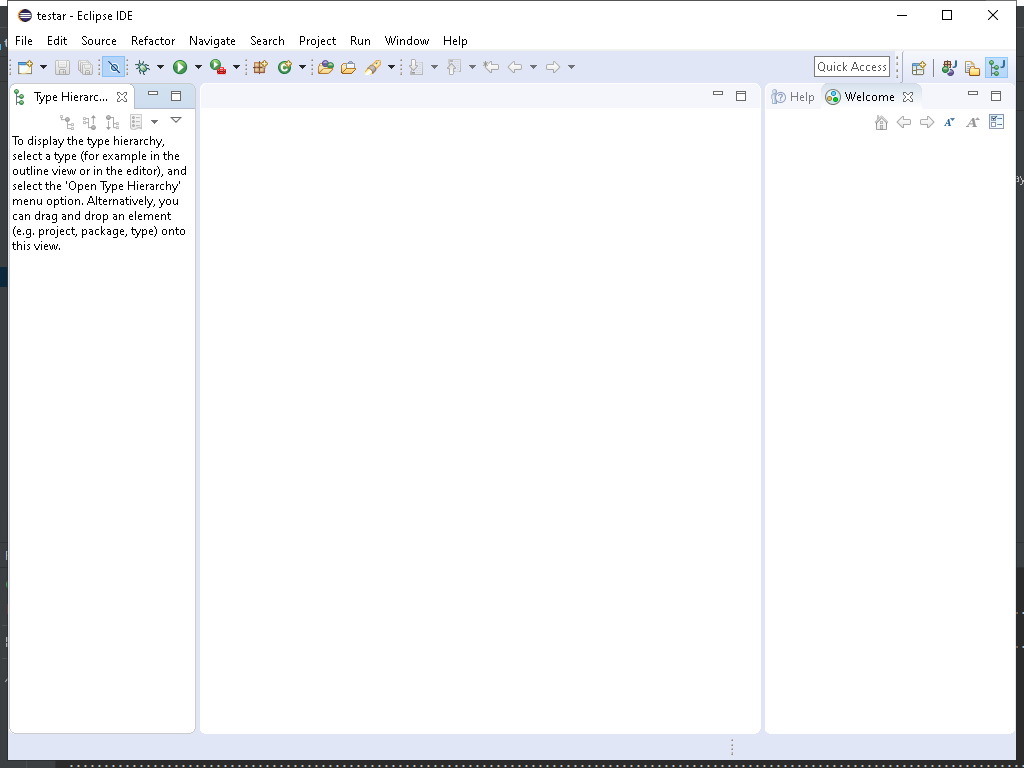 testar - Eclipse IDE
File Edit Source Refactor Navigate Search Project Run Window Help
Quick Access
Type Hierarc...
Help Welcome
To display the type hierarchy,
select a type (for example in the
outline view or in the editor), and
select the 'Open Type Hierarchy'
menu option. Alternatively, you
can drag and drop an element
(e.g. project, package, type) onto
this view.